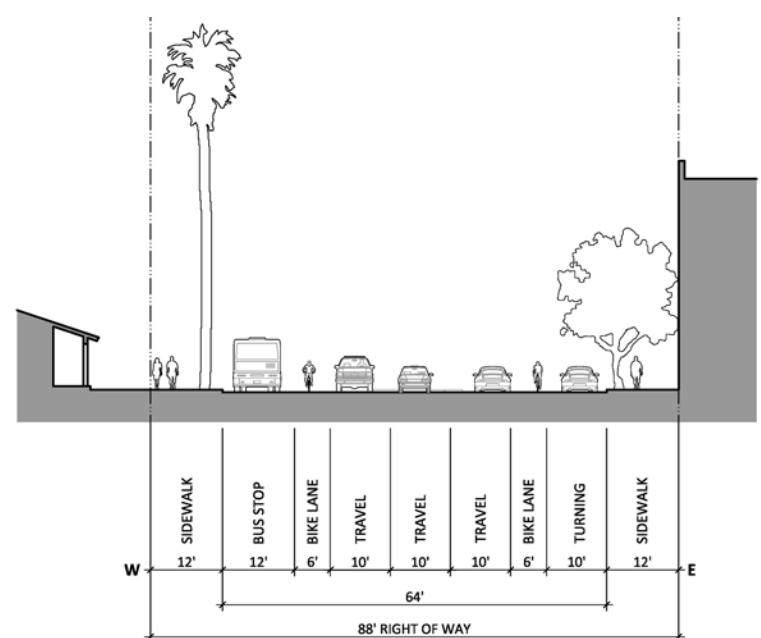 SIDEWALK
BUS STOP
BIKE LANE
TRAVEL
TRAVEL
TRAVEL
BIKE LANE
TURNING
SIDEWALK
W 12' 12' 6' 10' 10' 10' 6' 10' 12' E
64'
88' RIGHT OF WAY